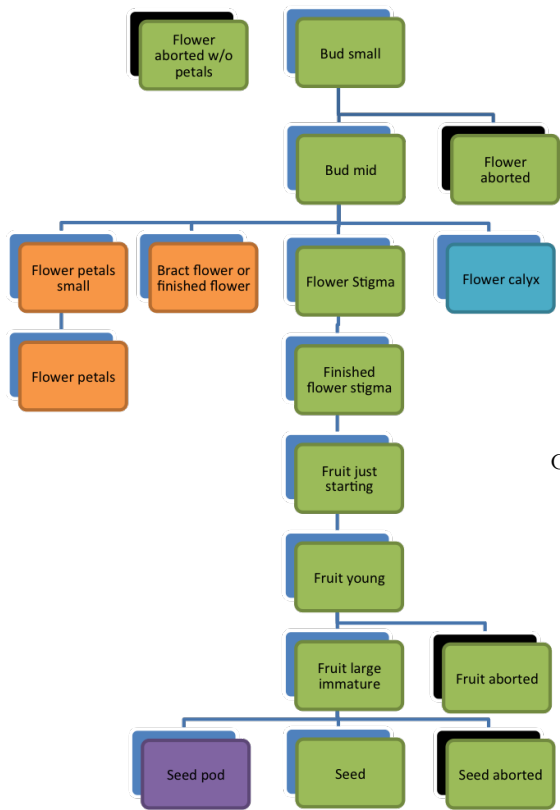 Flower
aborted w/o
petals
Bud small
Bud mid
Flower
aborted
Flower petals
small
Bract flower or
finished flower
Flower Stigma
Flower calyx
Flower petals
Finished
flower stigma
Fruit just
starting
Fruit young
Fruit large
immature
Fruit aborted
Seed pod
Seed
Seed aborted